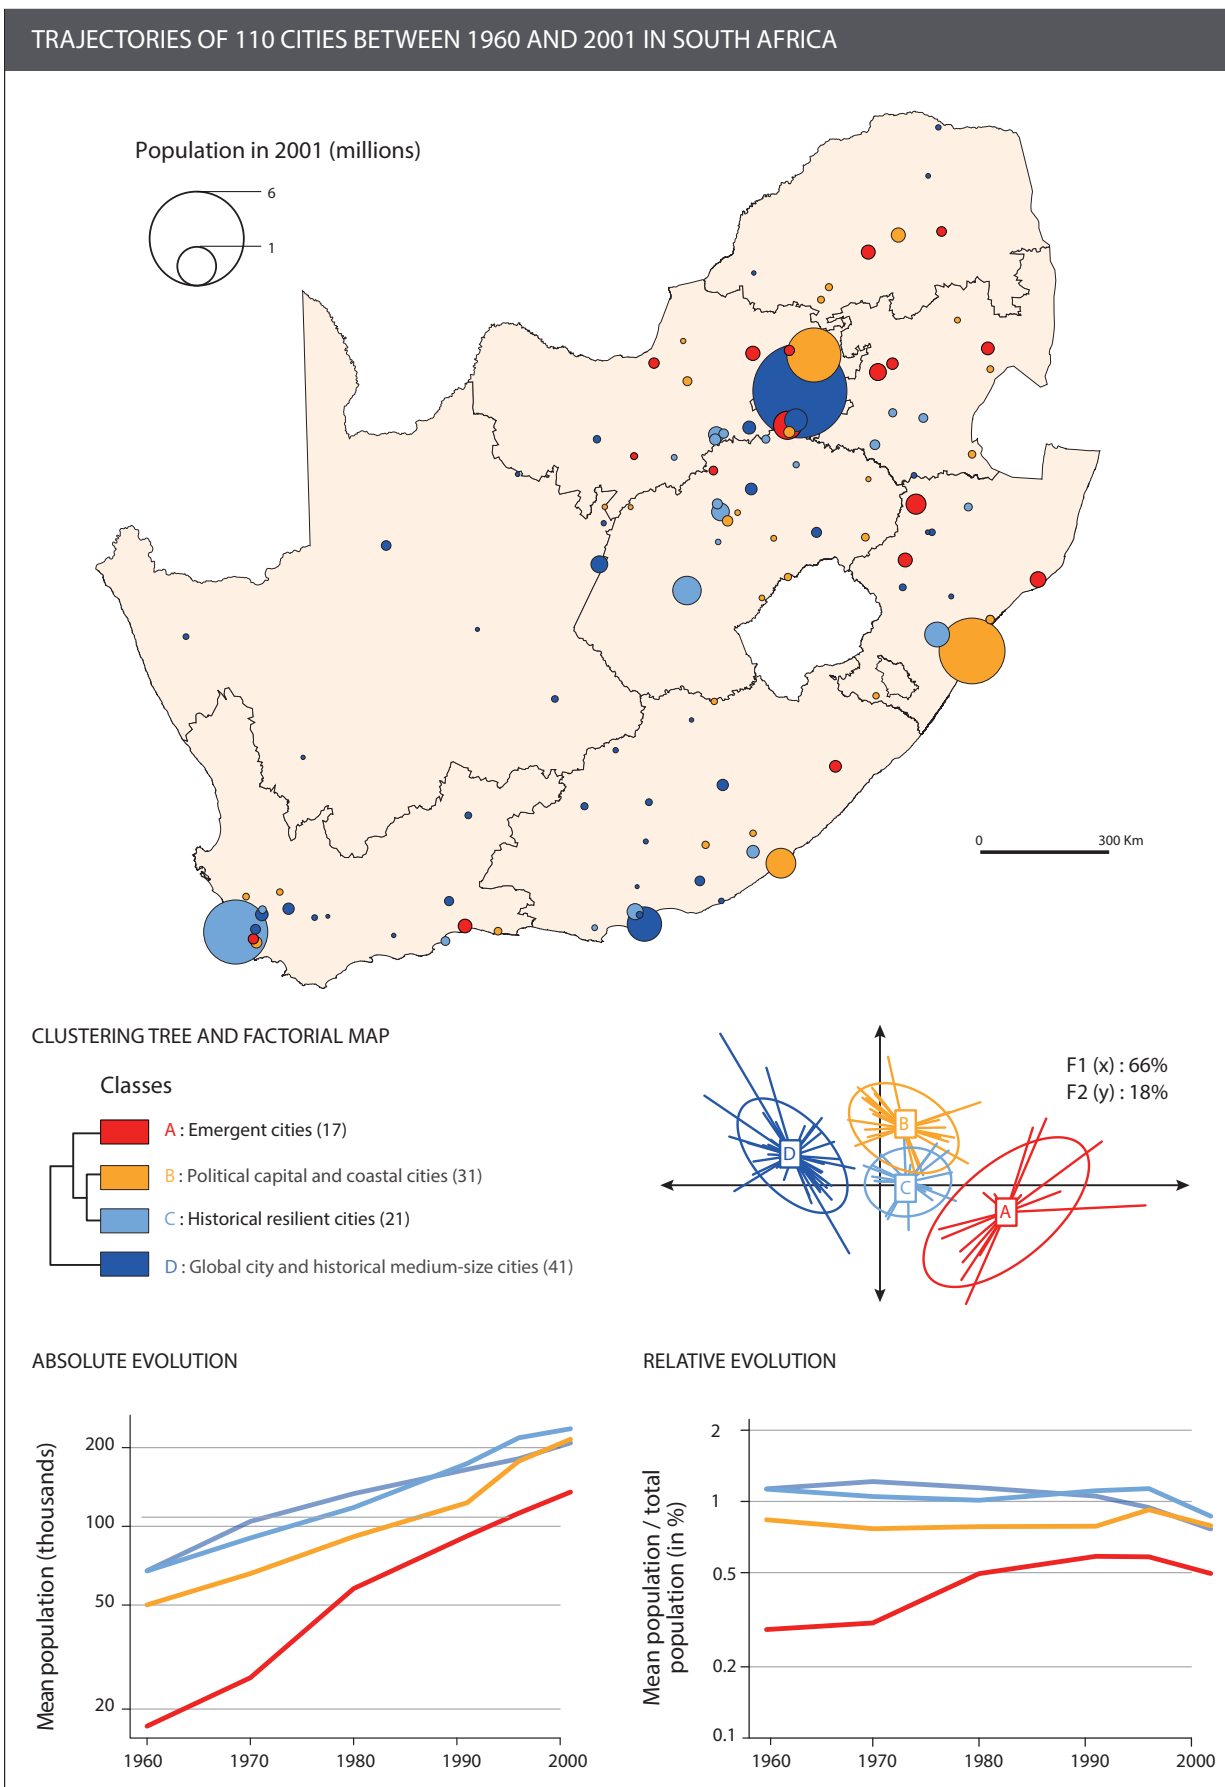 TRAJECTORIES OF 110 CITIES BETWEEN 1960 AND 2001 IN SOUTH AFRICA
Population in 2001 (millions)
6
1
0 300 Km
CLUSTERING TREE AND FACTORIAL MAP
Classes
A : Emergent cities (17)
B : Political capital and coastal cities (31)
C : Historical resilient cities (21)
D : Global city and historical medium-size cities (41)
F1 (x) : 66%
F2 (y) : 18%
B
D
C
A
ABSOLUTE EVOLUTION
Mean population (thousands)
200
100
50
20
1960 1970 1980 1990 2000
RELATIVE EVOLUTION
Mean population / total
population (in %)
2
1
0.5
0.2
0.1
1960 1970 1980 1990 2000